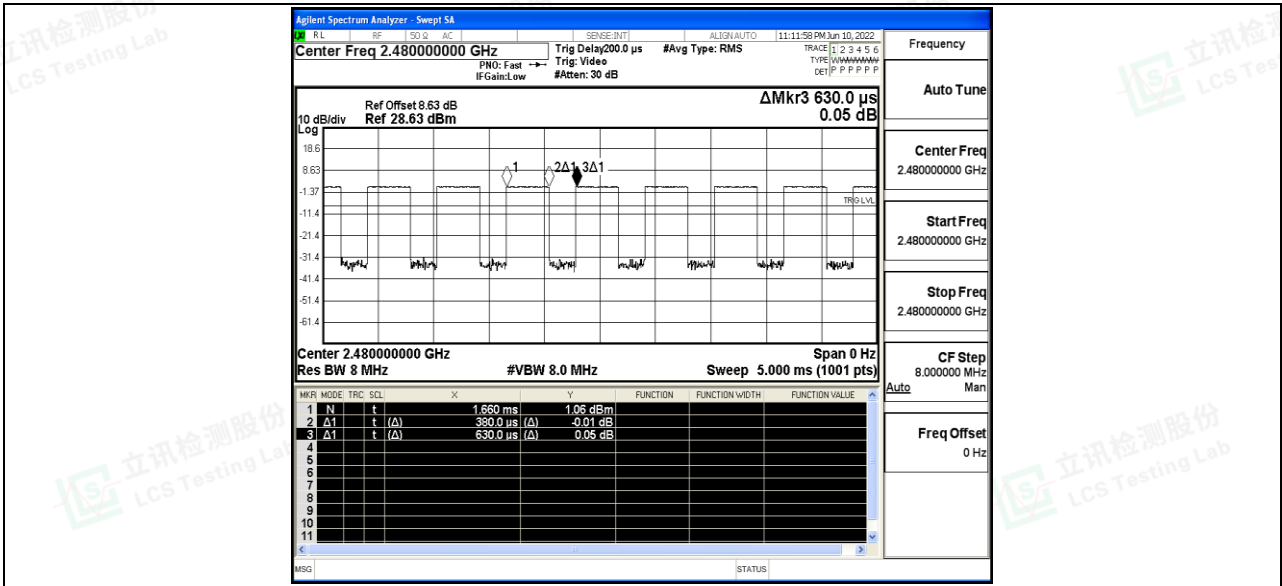 Agilent Spectrum Analyzer - Swept SA
RL RF 50 Ω AC SENSE:INT ALIGN AUTO 11:11:58 PM Jun 10, 2022
Center Freq 2.480000000 GHz
PNO: Fast
IFGain:Low
Trig Delay200.0 µs
Trig: Video
#Atten: 30 dB
#Avg Type: RMS
TRACE 1 2 3 4 5 6
TYPE WWWWWW
DET P P P P P P
Frequency
Auto Tune
Ref Offset 8.63 dB
10 dB/div Ref 28.63 dBm
Log
ΔMkr3 630.0 µs
0.05 dB
18.6
8.63
-1.37
-11.4
-21.4
-31.4
-41.4
-51.4
-61.4
1
2Δ1
3Δ1
TRIG LVL
Center Freq
2.480000000 GHz
Start Freq
2.480000000 GHz
Stop Freq
2.480000000 GHz
Center 2.480000000 GHz Span 0 Hz
Res BW 8 MHz #VBW 8.0 MHz Sweep 5.000 ms (1001 pts)
CF Step
8.000000 MHz
Auto Man
Freq Offset
0 Hz
MKR MODE TRC SCL X Y FUNCTION FUNCTION WIDTH FUNCTION VALUE
1 N t 1.660 ms 1.06 dBm
2 Δ1 t (Δ) 380.0 µs (Δ) -0.01 dB
3 Δ1 t (Δ) 630.0 µs (Δ) 0.05 dB
4
5
6
7
8
9
10
11
MSG STATUS
立讯检测股份
LCS Testing Lab
立讯检测股份
LCS Testing Lab
立讯检
LCS Tes
立讯检测股份
LCS Testing Lab